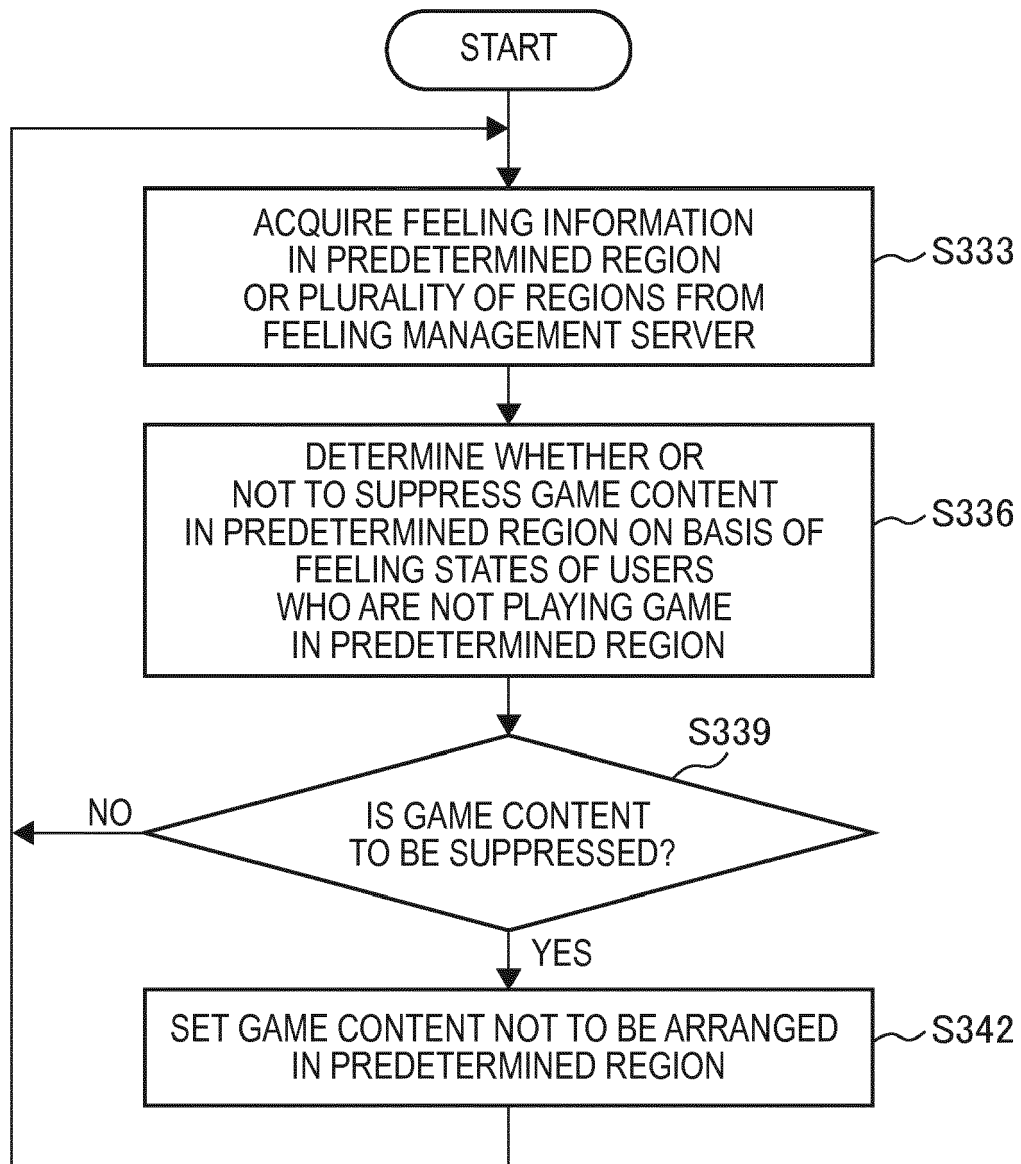 START
ACQUIRE FEELING INFORMATION
IN PREDETERMINED REGION
OR PLURALITY OF REGIONS FROM
FEELING MANAGEMENT SERVER
S333
DETERMINE WHETHER OR
NOT TO SUPPRESS GAME CONTENT
IN PREDETERMINED REGION ON BASIS OF
FEELING STATES OF USERS
WHO ARE NOT PLAYING GAME
IN PREDETERMINED REGION
S336
S339
NO
IS GAME CONTENT
TO BE SUPPRESSED?
YES
SET GAME CONTENT NOT TO BE ARRANGED
IN PREDETERMINED REGION
S342